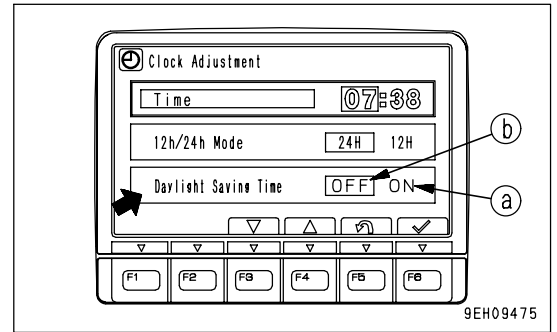 Clock Adjustment
Time 07:38
12h/24h Mode 24H 12H
Daylight Saving Time OFF ON
b
a
F1 F2 F3 F4 F5 F6
9EH09475